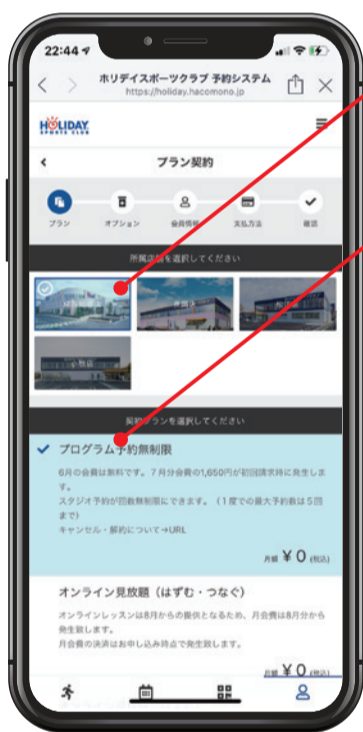 22:44
ホリデイスポーツクラブ 予約システム
https://holiday.hacomono.jp
HOLIDAY
SPORTS CLUB
プラン契約
プラン
オプション
会員情報
支払方法
確認
所属店舗を選択してください
小牧店
契約プランを選択してください
プログラム予約無制限
6月の会費は無料です。7月分会費の1,650円が初回請求時に発生しま
す。
スタジオ予約が回数無制限にできます。（1度での最大予約数は5回
まで）
キャンセル・解約について→URL
月額 ¥0 (税込)
オンライン見放題（はずむ・つなぐ）
オンラインレッスンは8月からの提供となるため、月会費は8月分から
発生致します。
月会費の決済はお申し込み時点で発生致します。
月額 ¥0 (税込)